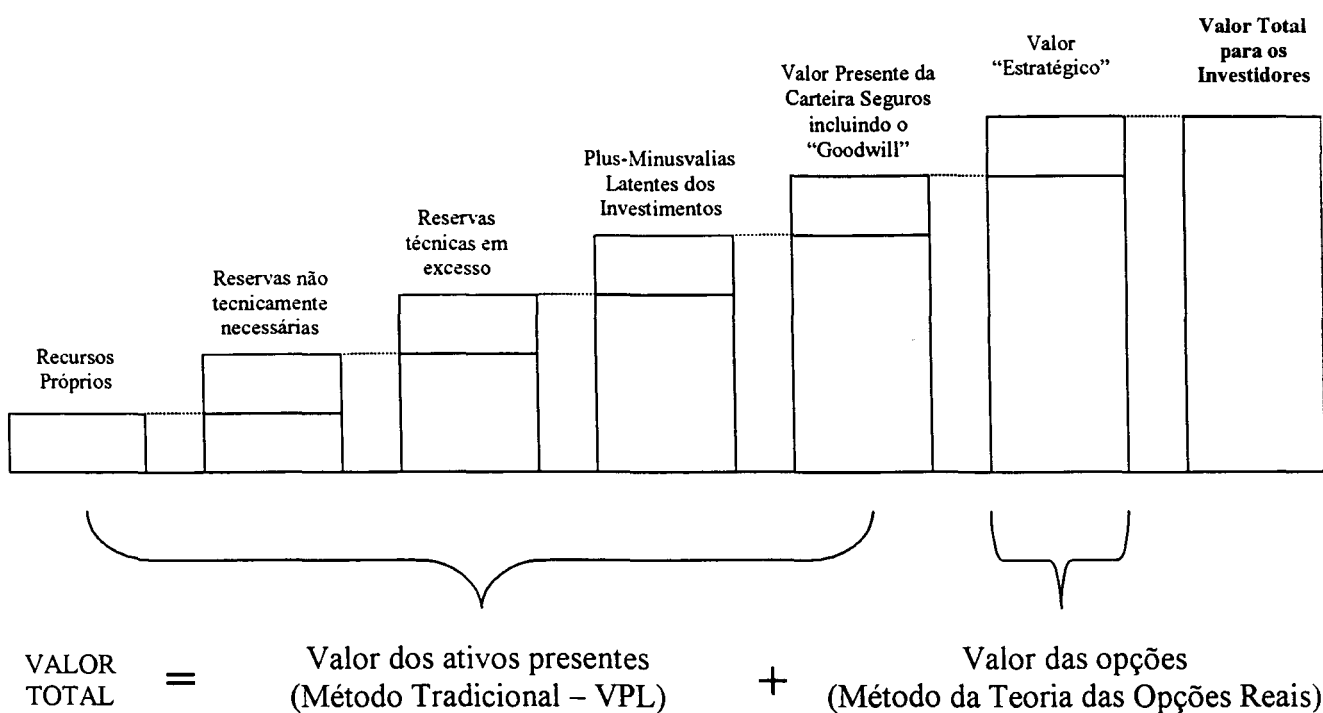 Recursos
Próprios
Reservas não
tecnicamente
necessárias
Reservas
técnicas em
excesso
Plus-Minusvalias
Latentes dos
Investimentos
Valor Presente da
Carteira Seguros
incluindo o
“Goodwill”
Valor
“Estratégico”
Valor Total
para os
Investidores
VALOR
TOTAL
=
Valor dos ativos presentes
(Método Tradicional – VPL)
+
Valor das opções
(Método da Teoria das Opções Reais)